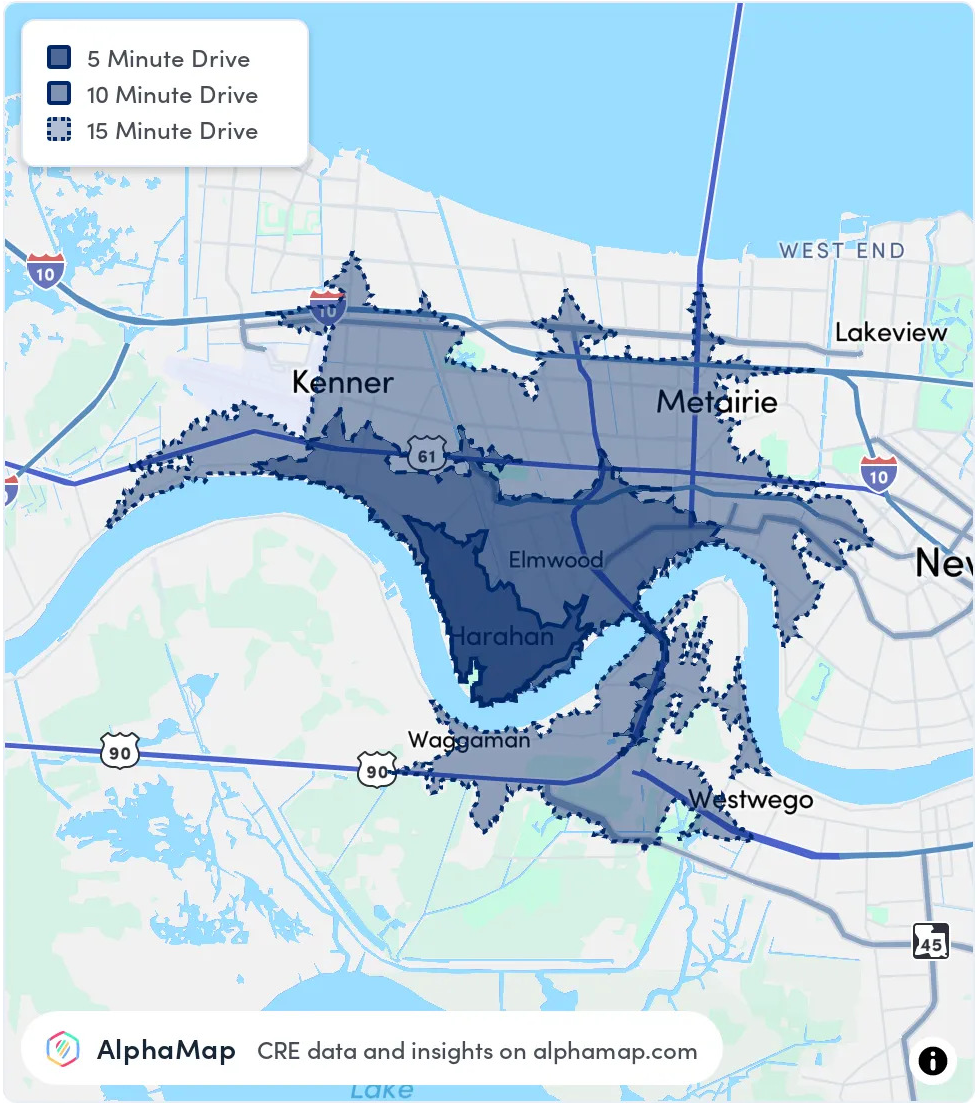 5 Minute Drive
10 Minute Drive
15 Minute Drive
WEST END
10
10
Lakeview
Kenner
Metairie
61
10
Elmwood
New
Harahan
Waggaman
90
90
Westwego
45
AlphaMap
CRE data and insights on alphamap.com
Lake